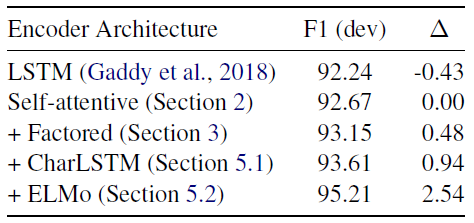 Encoder Architecture F1 (dev) Δ
LSTM (Gaddy et al., 2018) 92.24 -0.43
Self-attentive (Section 2) 92.67 0.00
+ Factored (Section 3) 93.15 0.48
+ CharLSTM (Section 5.1) 93.61 0.94
+ ELMo (Section 5.2) 95.21 2.54